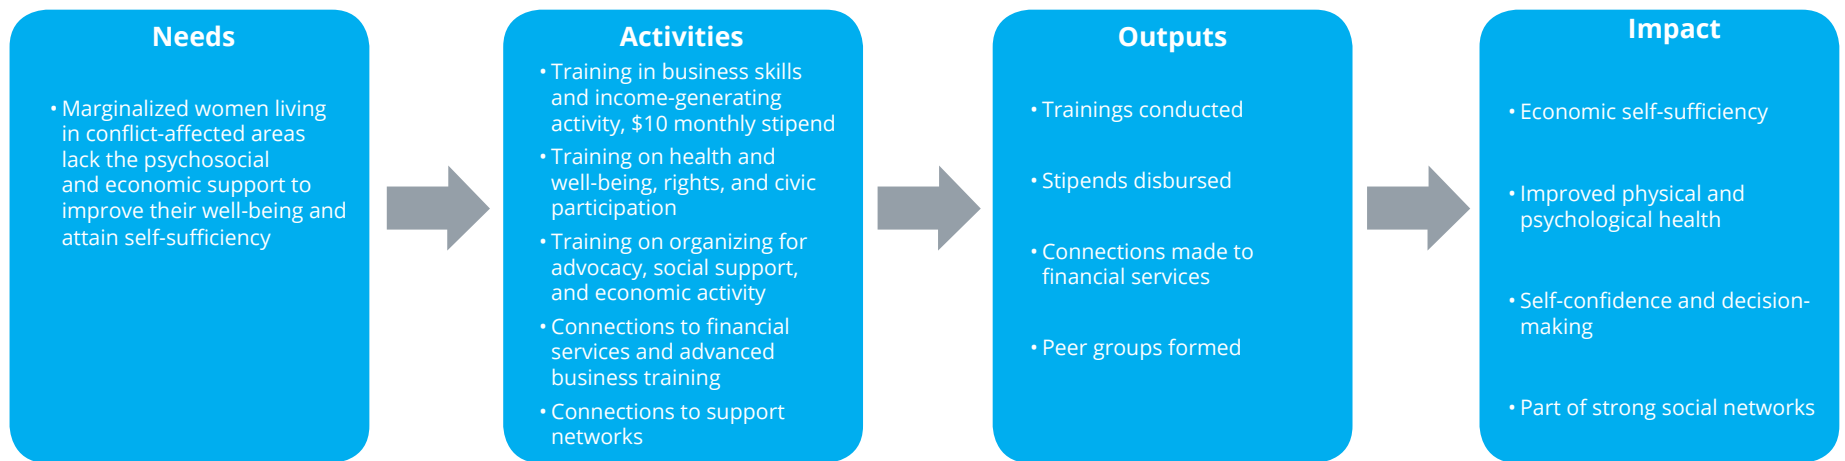 Needs
• Marginalized women living
in conflict-affected areas
lack the psychosocial
and economic support to
improve their well-being and
attain self-sufficiency
Activities
• Training in business skills
and income-generating
activity, $10 monthly stipend
• Training on health and
well-being, rights, and civic
participation
• Training on organizing for
advocacy, social support,
and economic activity
• Connections to financial
services and advanced
business training
• Connections to support
networks
Outputs
• Trainings conducted
• Stipends disbursed
• Connections made to
financial services
• Peer groups formed
Impact
• Economic self-sufficiency
• Improved physical and
psychological health
• Self-confidence and decision-
making
• Part of strong social networks